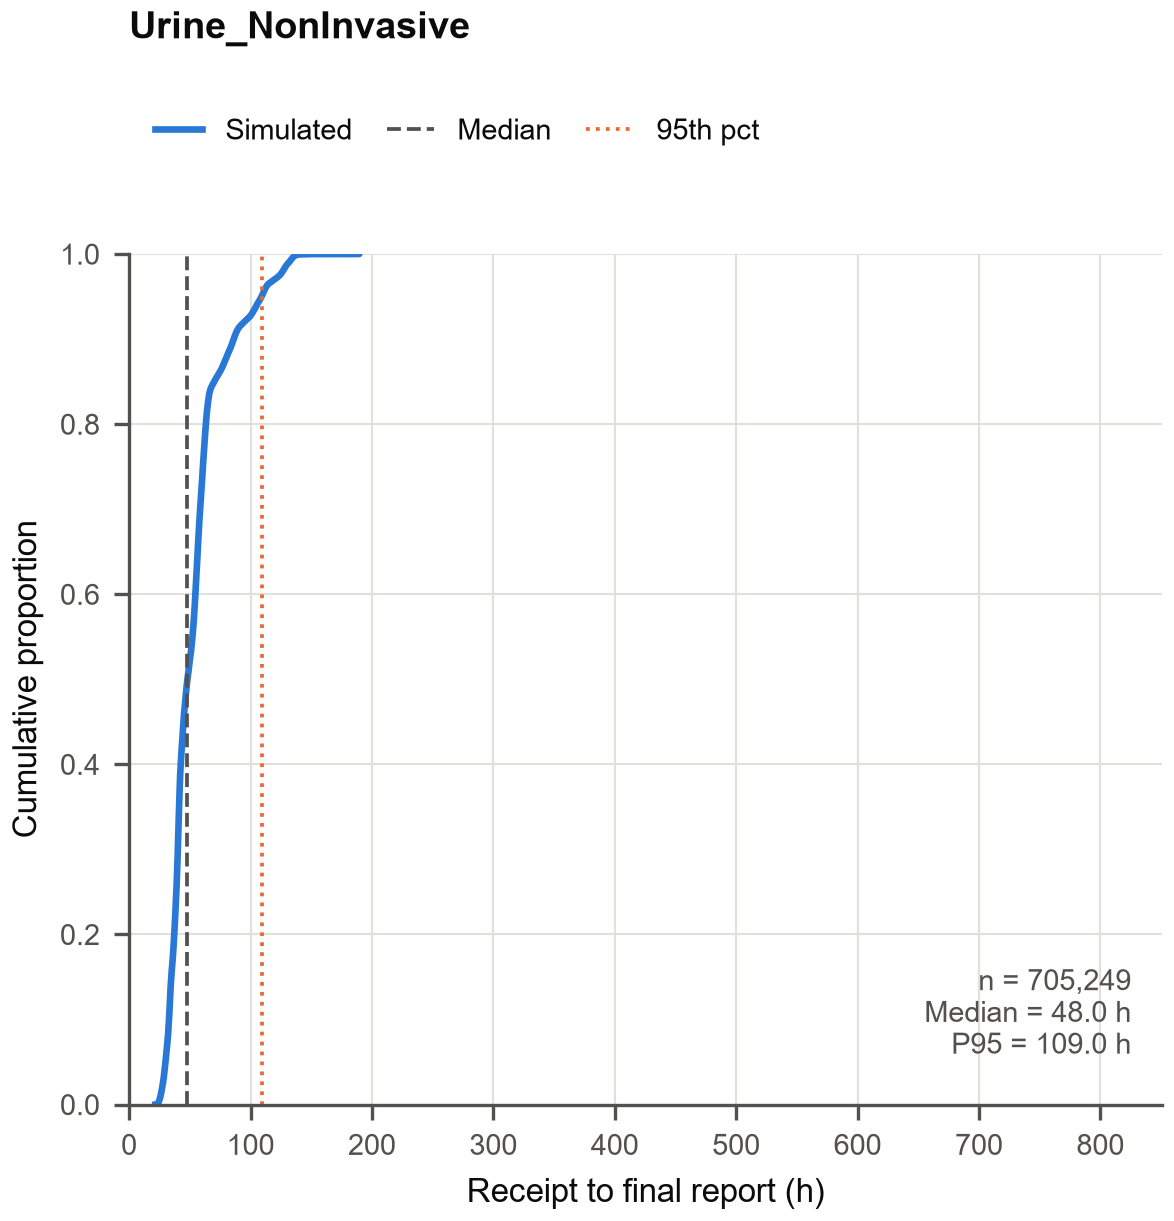 Urine_NonInvasive
Simulated Median 95th pct
1.0
0.8
0.6
0.4
0.2
0.0
Cumulative proportion
n = 705,249
Median = 48.0 h
P95 = 109.0 h
0 100 200 300 400 500 600 700 800
Receipt to final report (h)